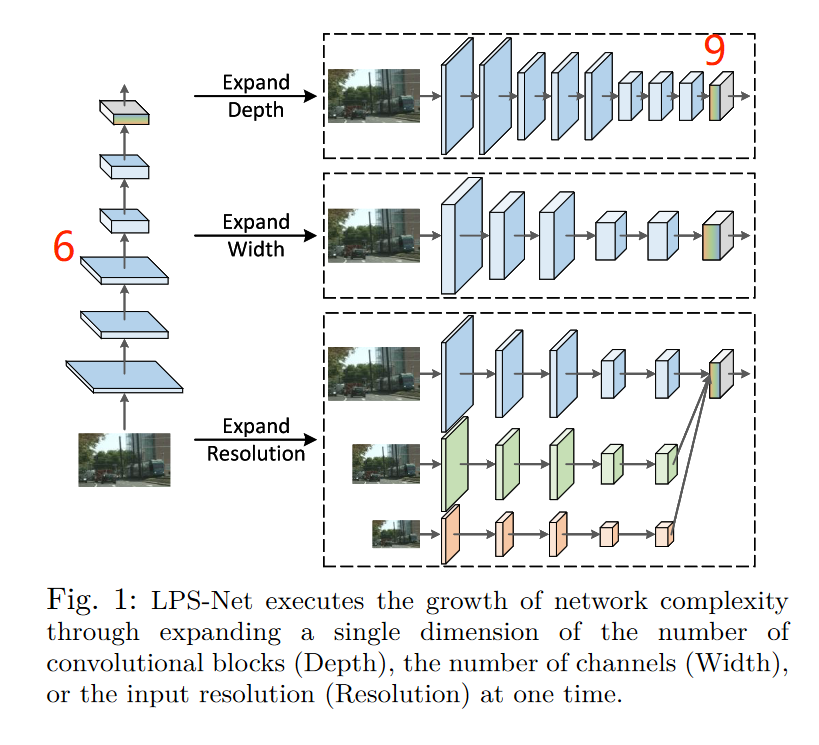 9
Expand
Depth
Expand
Width
6
Expand
Resolution
Fig. 1: LPS-Net executes the growth of network complexity
through expanding a single dimension of the number of
convolutional blocks (Depth), the number of channels (Width),
or the input resolution (Resolution) at one time.